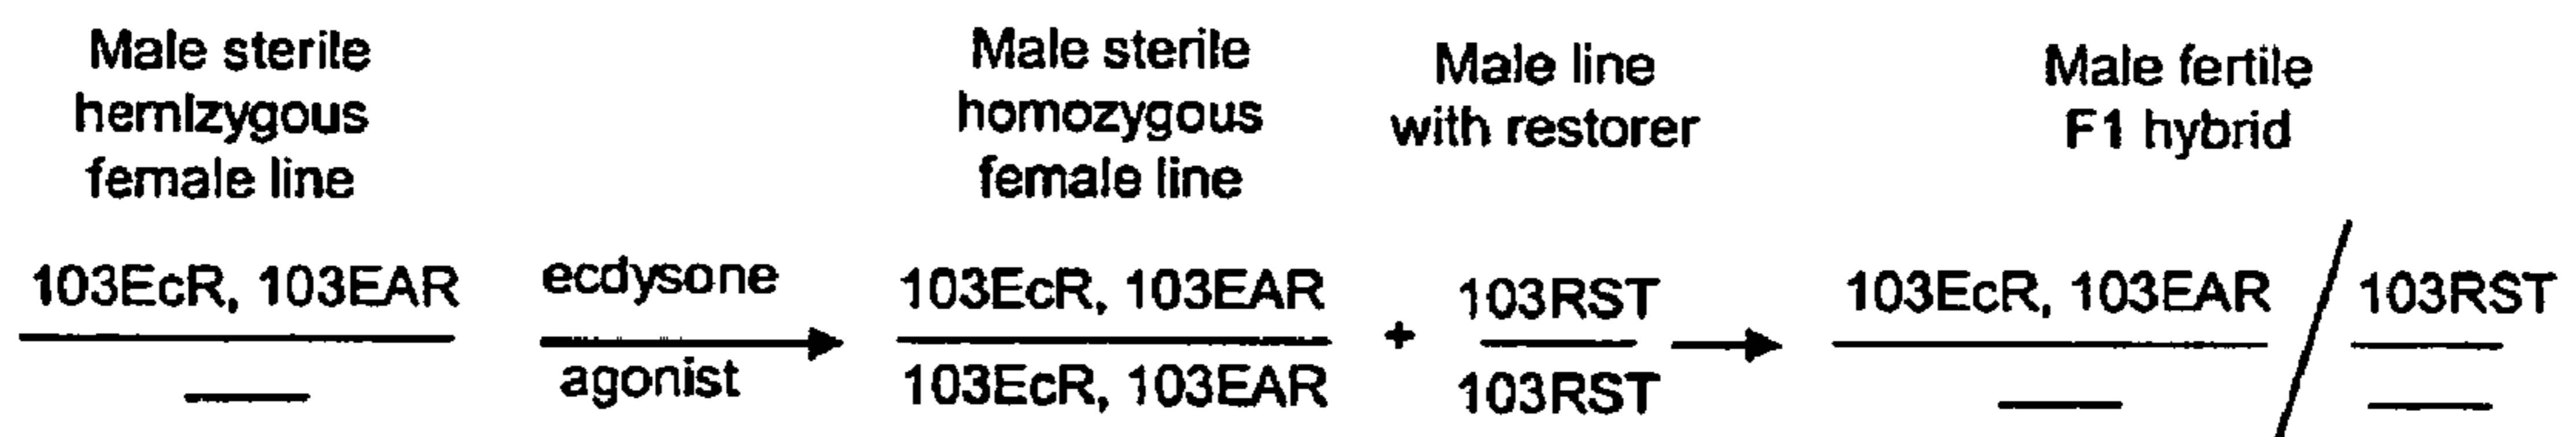 Male sterile
hemizygous
female line
Male sterile
homozygous
female line
Male line
with restorer
Male fertile
F1 hybrid
103EcR, 103EAR
ecdysone
agonist
103EcR, 103EAR
103EcR, 103EAR
+
103RST
103RST
103EcR, 103EAR / 103RST